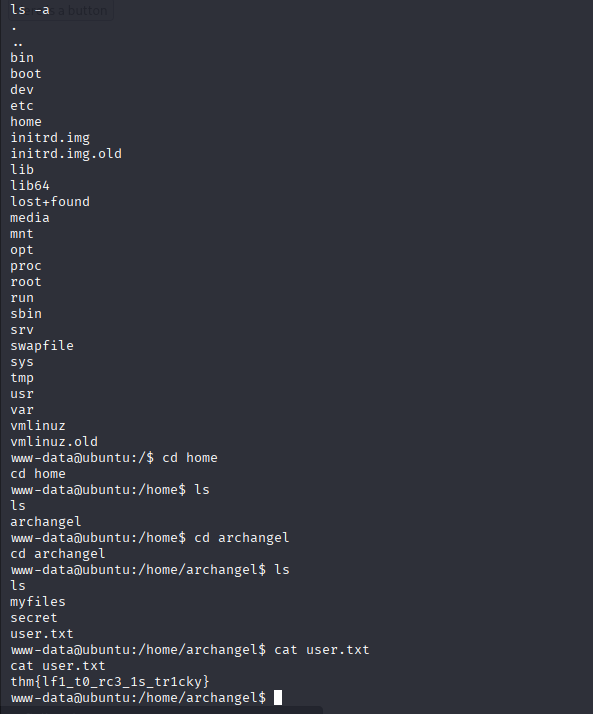 ls -a
.
..
bin
boot
dev
etc
home
initrd.img
initrd.img.old
lib
lib64
lost+found
media
mnt
opt
proc
root
run
sbin
srv
swapfile
sys
tmp
usr
var
vmlinuz
vmlinuz.old
www-data@ubuntu:/$ cd home
cd home
www-data@ubuntu:/home$ ls
ls
archangel
www-data@ubuntu:/home$ cd archangel
cd archangel
www-data@ubuntu:/home/archangel$ ls
ls
myfiles
secret
user.txt
www-data@ubuntu:/home/archangel$ cat user.txt
cat user.txt
thm{lf1_t0_rc3_1s_tr1cky}
www-data@ubuntu:/home/archangel$